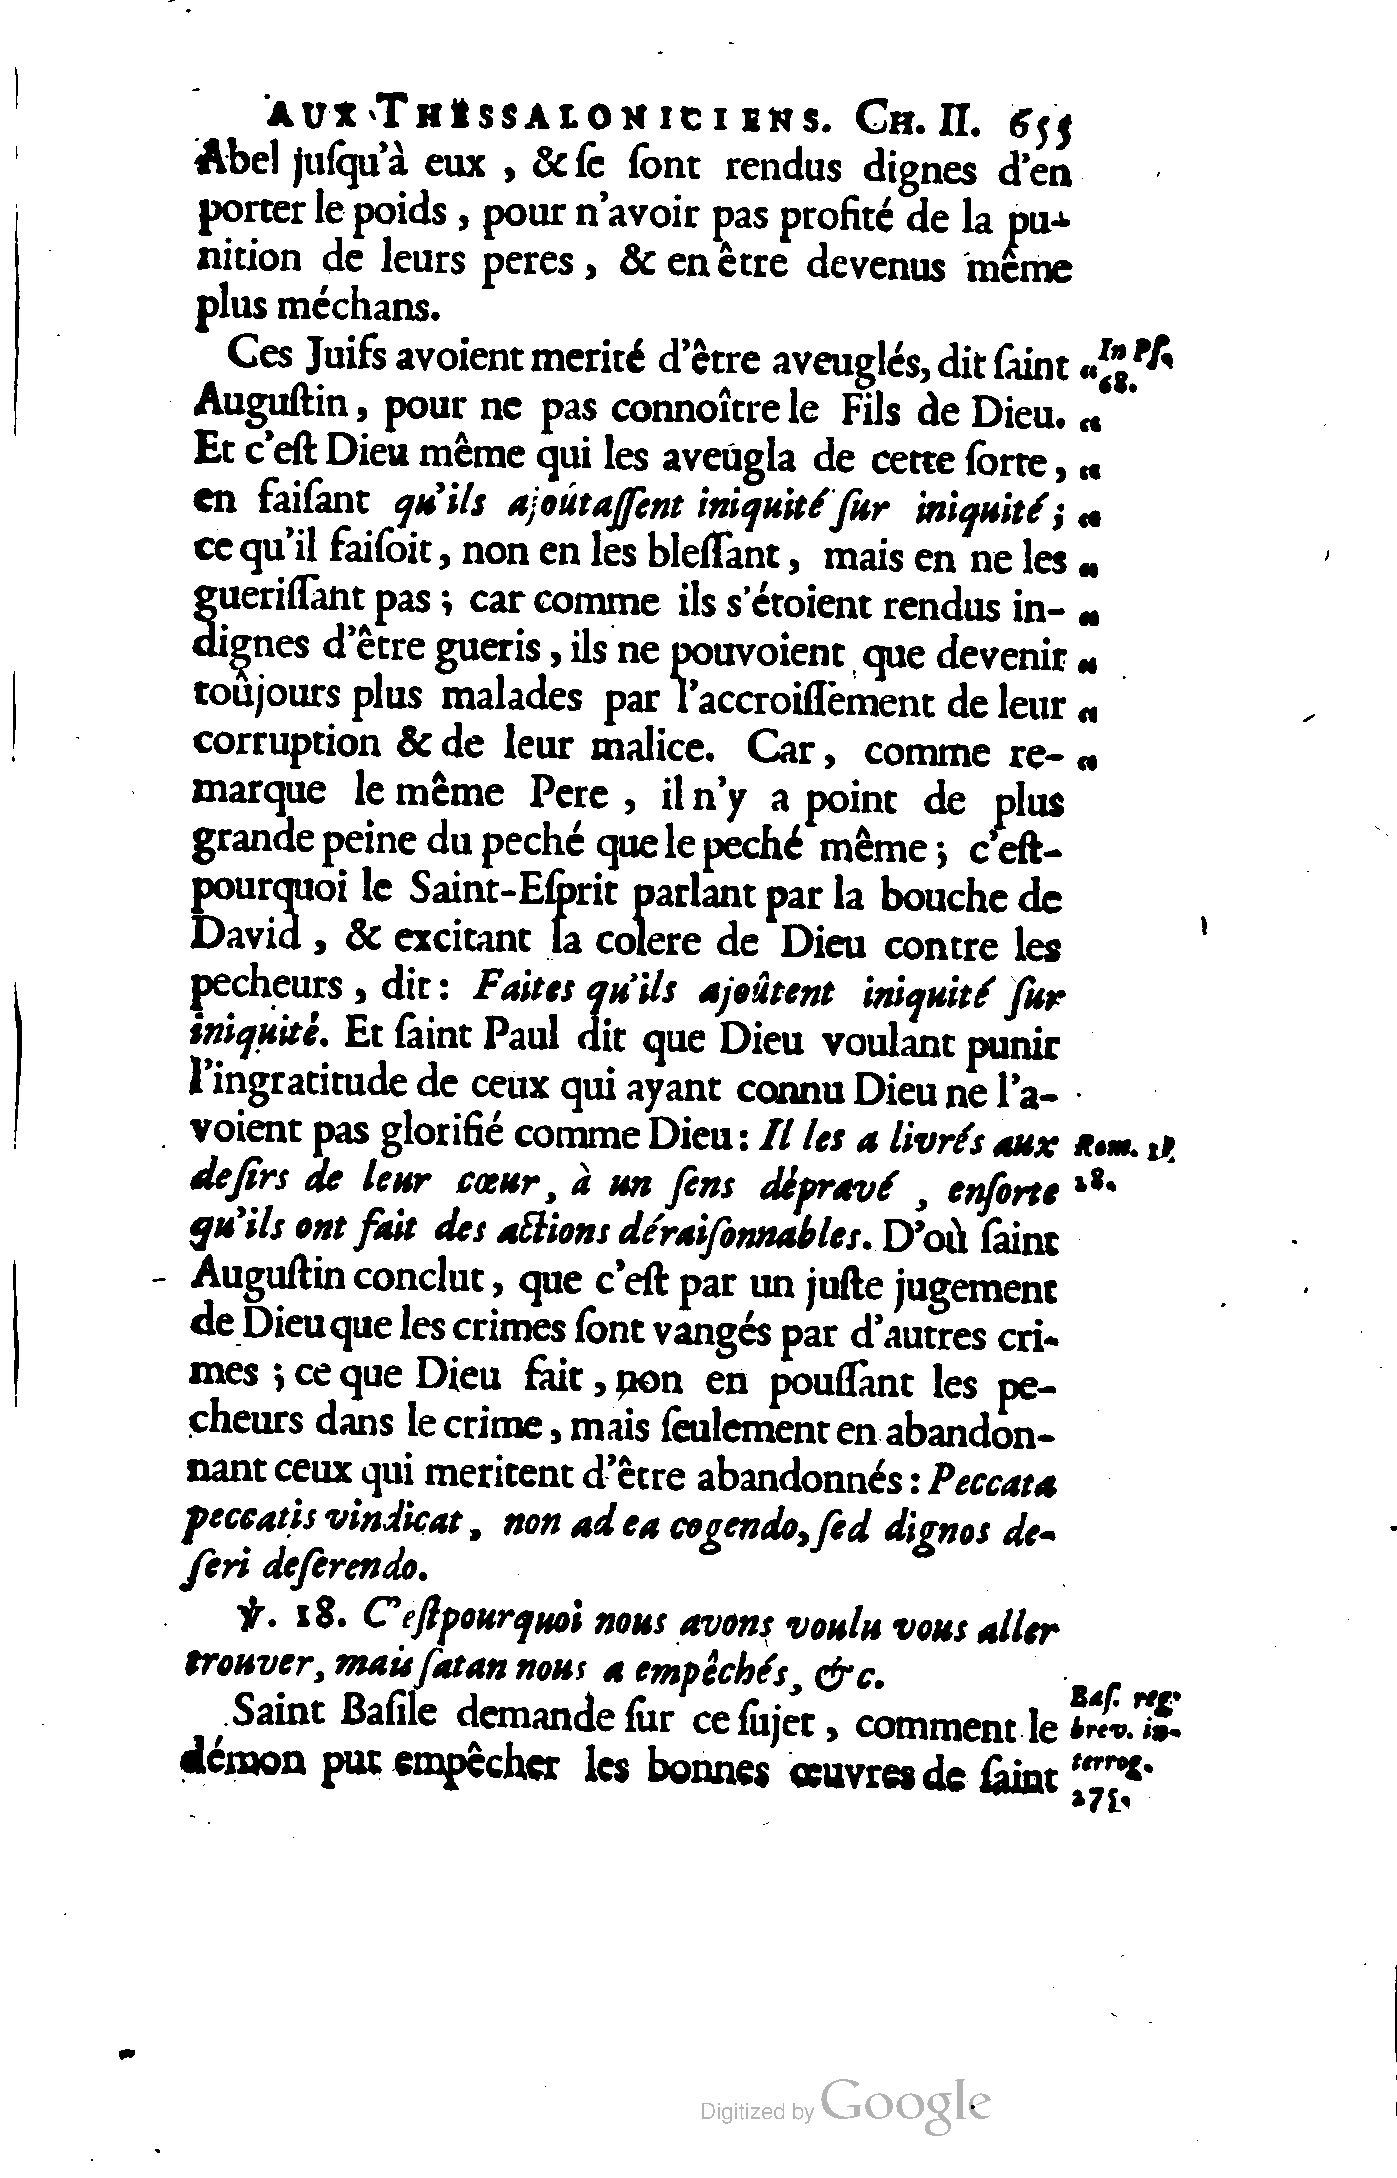 AUX THESSALONICIENS. CH. II. 655
Abel juſqu'à eux , & ſe ſont rendus dignes d'en
porter le poids , pour n'avoir pas profité de la pu-
nition de leurs peres , & en être devenus même
plus méchans.
Ces Juifs avoient merité d'être aveuglés, dit ſaint « In Pſ.
68.
Auguſtin , pour ne pas connoître le Fils de Dieu. «
Et c'eſt Dieu même qui les aveugla de cette ſorte , «
en faiſant qu'ils ajoûtaſſent iniquité ſur iniquité ; «
ce qu'il faiſoit , non en les bleſſant , mais en ne les «
gueriſſant pas ; car comme ils s'étoient rendus in- «
dignes d'être gueris , ils ne pouvoient que devenir «
toûjours plus malades par l'accroiſſement de leur «
corruption & de leur malice. Car , comme re- «
marque le même Pere , il n'y a point de plus
grande peine du peché que le peché même ; c'eſt-
pourquoi le Saint-Eſprit parlant par la bouche de
David , & excitant la colere de Dieu contre les
pecheurs , dit : Faites qu'ils ajoûtent iniquité ſur
iniquité. Et ſaint Paul dit que Dieu voulant punir
l'ingratitude de ceux qui ayant connu Dieu ne l'a-
voient pas glorifié comme Dieu : Il les a livrés aux Rom. 1.
deſirs de leur cœur , à un ſens dépravé , enſorte 28.
qu'ils ont fait des actions déraiſonnables. D'où ſaint
Auguſtin conclut , que c'eſt par un juſte jugement
de Dieu que les crimes ſont vangés par d'autres cri-
mes ; ce que Dieu fait , non en pouſſant les pe-
cheurs dans le crime , mais ſeulement en abandon-
nant ceux qui meritent d'être abandonnés : Peccata
peccatis vindicat , non ad ea cogendo, ſed dignos de-
ſeri deſerendo.
℣. 18. C'eſtpourquoi nous avons voulu vous aller
trouver, mais ſatan nous a empêchés, &c.
Saint Baſile demande ſur ce ſujet , comment le
démon put empêcher les bonnes œuvres de ſaint
Baſ. reg.
brev. in-
terrog.
275.
Digitized by Google